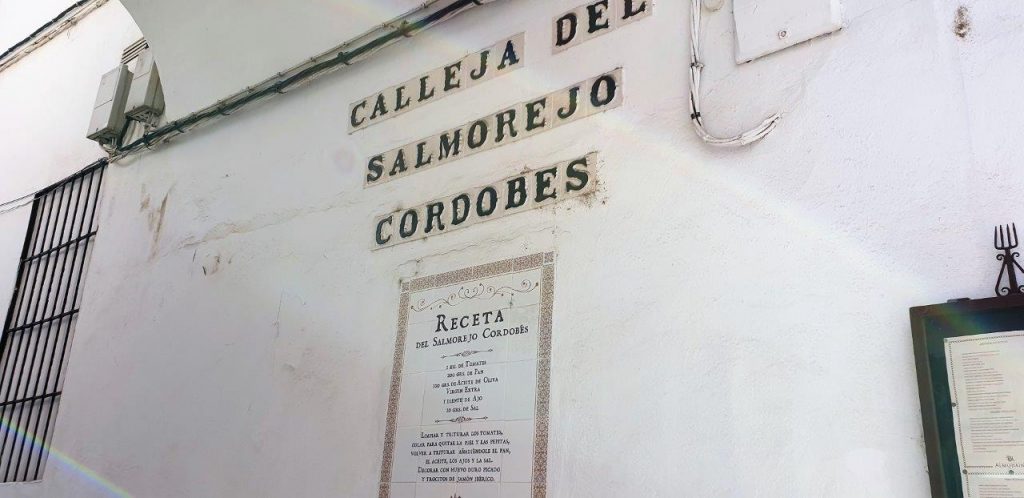 CALLEJA DEL
SALMOREJO
CORDOBES
RECETA
DEL SALMOREJO CORDOBÉS
1 KG. DE TOMATES
200 GRS. DE PAN
100 GRS. DE ACEITE DE OLIVA
VIRGEN EXTRA
1 DIENTE DE AJO
10 GRS. DE SAL
LIMPIAR Y TRITURAR LOS TOMATES,
COLAR PARA QUITAR LA PIEL Y LAS PEPITAS,
VOLVER A TRITURAR AÑADIÉNDOLE EL PAN,
EL ACEITE, LOS AJOS Y LA SAL.
DECORAR CON HUEVO DURO PICADO
Y TROCITOS DE JAMÓN IBÉRICO.